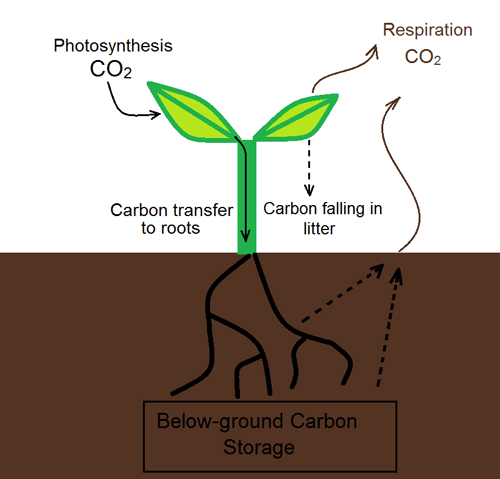 Photosynthesis
CO2
Respiration
CO2
Carbon transfer
to roots
Carbon falling in
litter
Below-ground Carbon
Storage